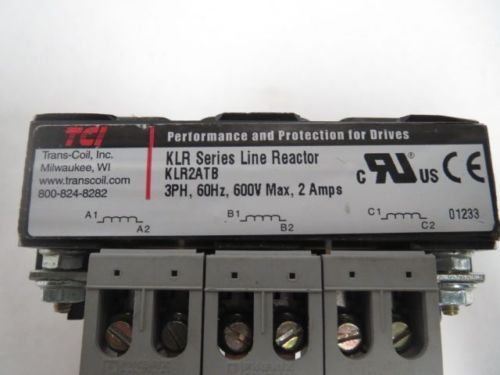 TCI
Performance and Protection for Drives
Trans-Coil, Inc.
Milwaukee, WI
www.transcoil.com
800-824-8282
KLR Series Line Reactor
KLR2ATB
3PH, 60Hz, 600V Max, 2 Amps
C RU US CE
A1 A2
B1 B2
C1 C2
01233